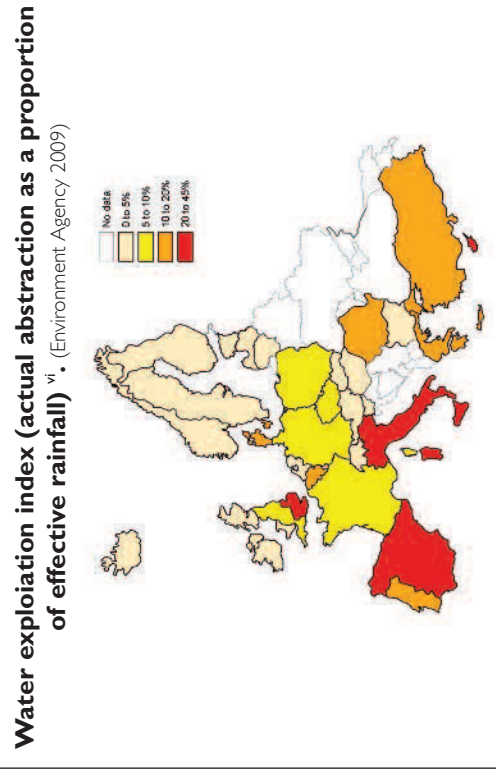 Water exploiation index (actual abstraction as a proportion
of effective rainfall) vi. (Environment Agency 2009)
No data
0 to 5%
5 to 10%
10 to 20%
20 to 45%